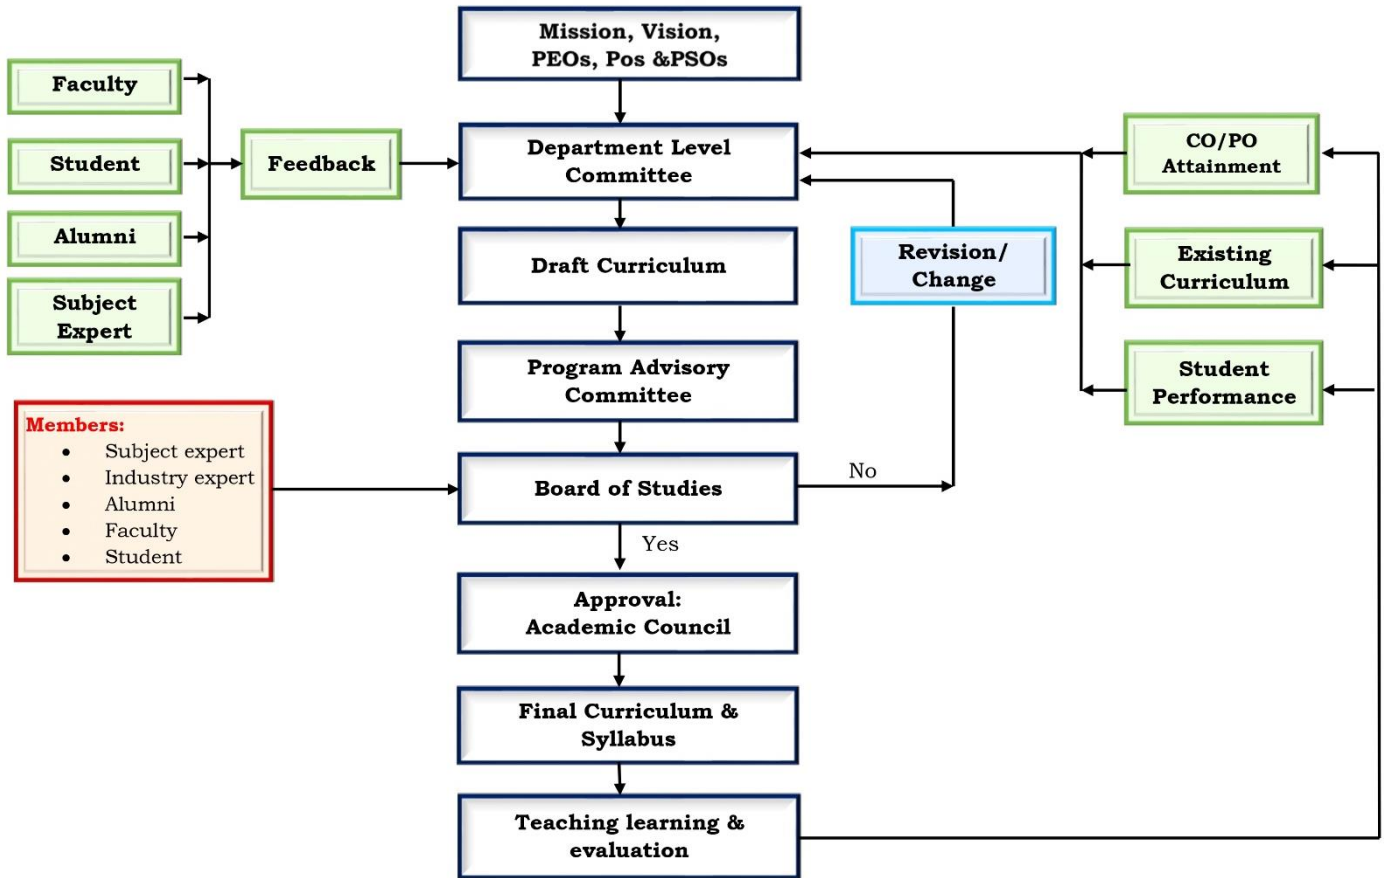 Mission, Vision,
PEOs, Pos &PSOs
Faculty
Student
Alumni
Subject
Expert
Feedback
Department Level
Committee
CO/PO
Attainment
Draft Curriculum
Revision/
Change
Existing
Curriculum
Program Advisory
Committee
Student
Performance
Members:
• Subject expert
• Industry expert
• Alumni
• Faculty
• Student
Board of Studies
No
Yes
Approval:
Academic Council
Final Curriculum &
Syllabus
Teaching learning &
evaluation